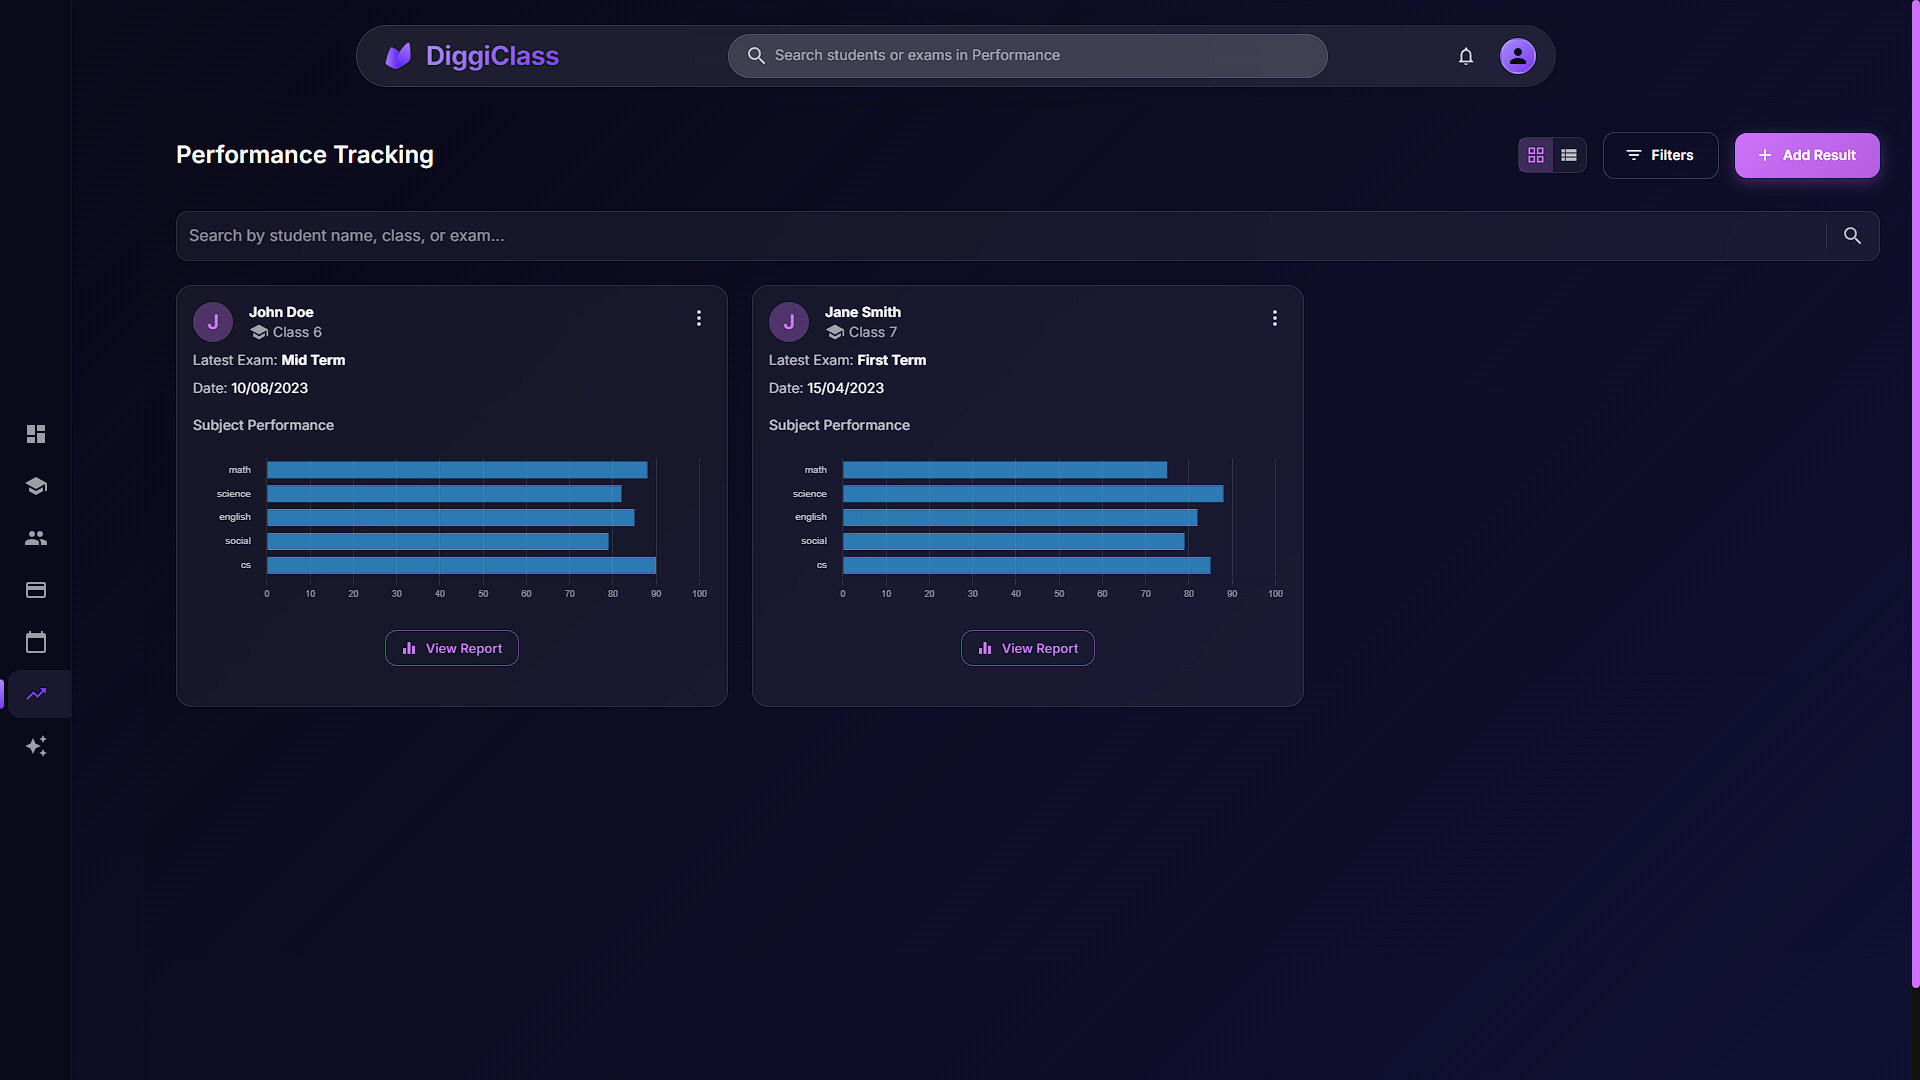 DiggiClass
Search students or exams in Performance
Performance Tracking
Filters
Add Result
Search by student name, class, or exam...
J
John Doe
Class 6
Latest Exam: Mid Term
Date: 10/08/2023
Subject Performance
math
science
english
social
cs
0 10 20 30 40 50 60 70 80 90 100
View Report
J
Jane Smith
Class 7
Latest Exam: First Term
Date: 15/04/2023
Subject Performance
math
science
english
social
cs
0 10 20 30 40 50 60 70 80 90 100
View Report